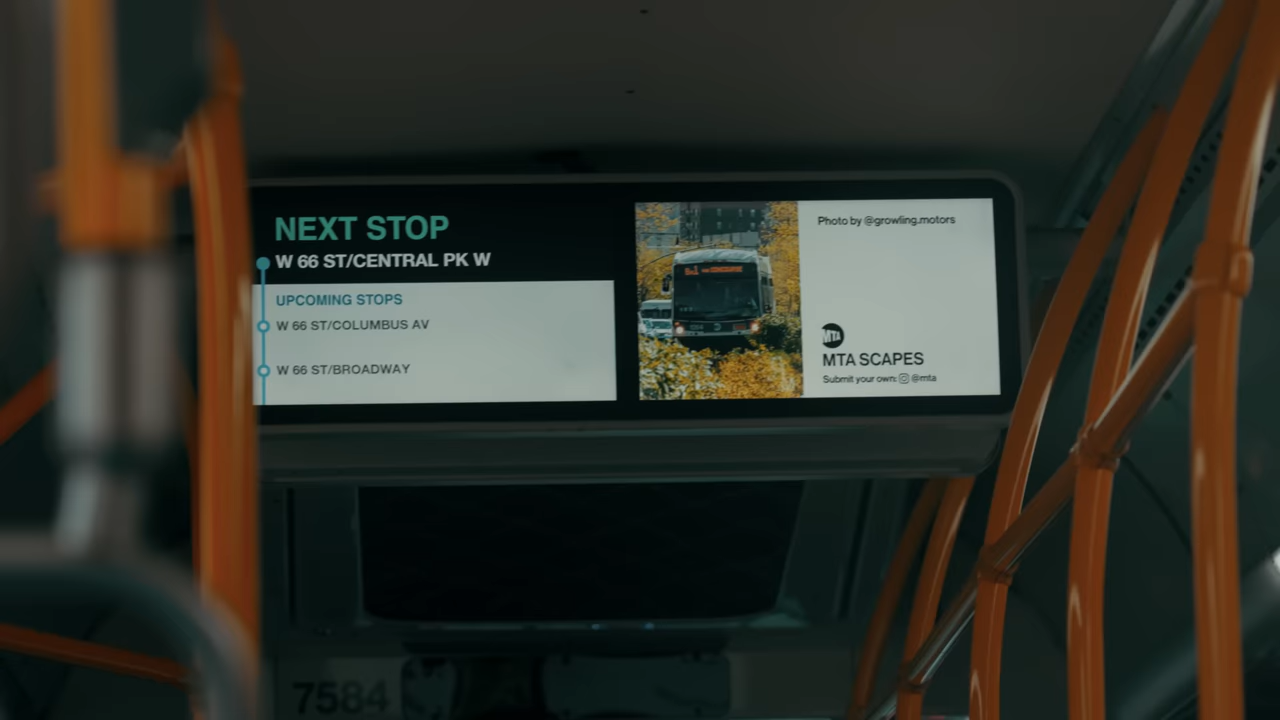 NEXT STOP
W 66 ST/CENTRAL PK W
UPCOMING STOPS
W 66 ST/COLUMBUS AV
W 66 ST/BROADWAY
Photo by @growling.motors
MTA
MTA SCAPES
Submit your own: @mta
7584